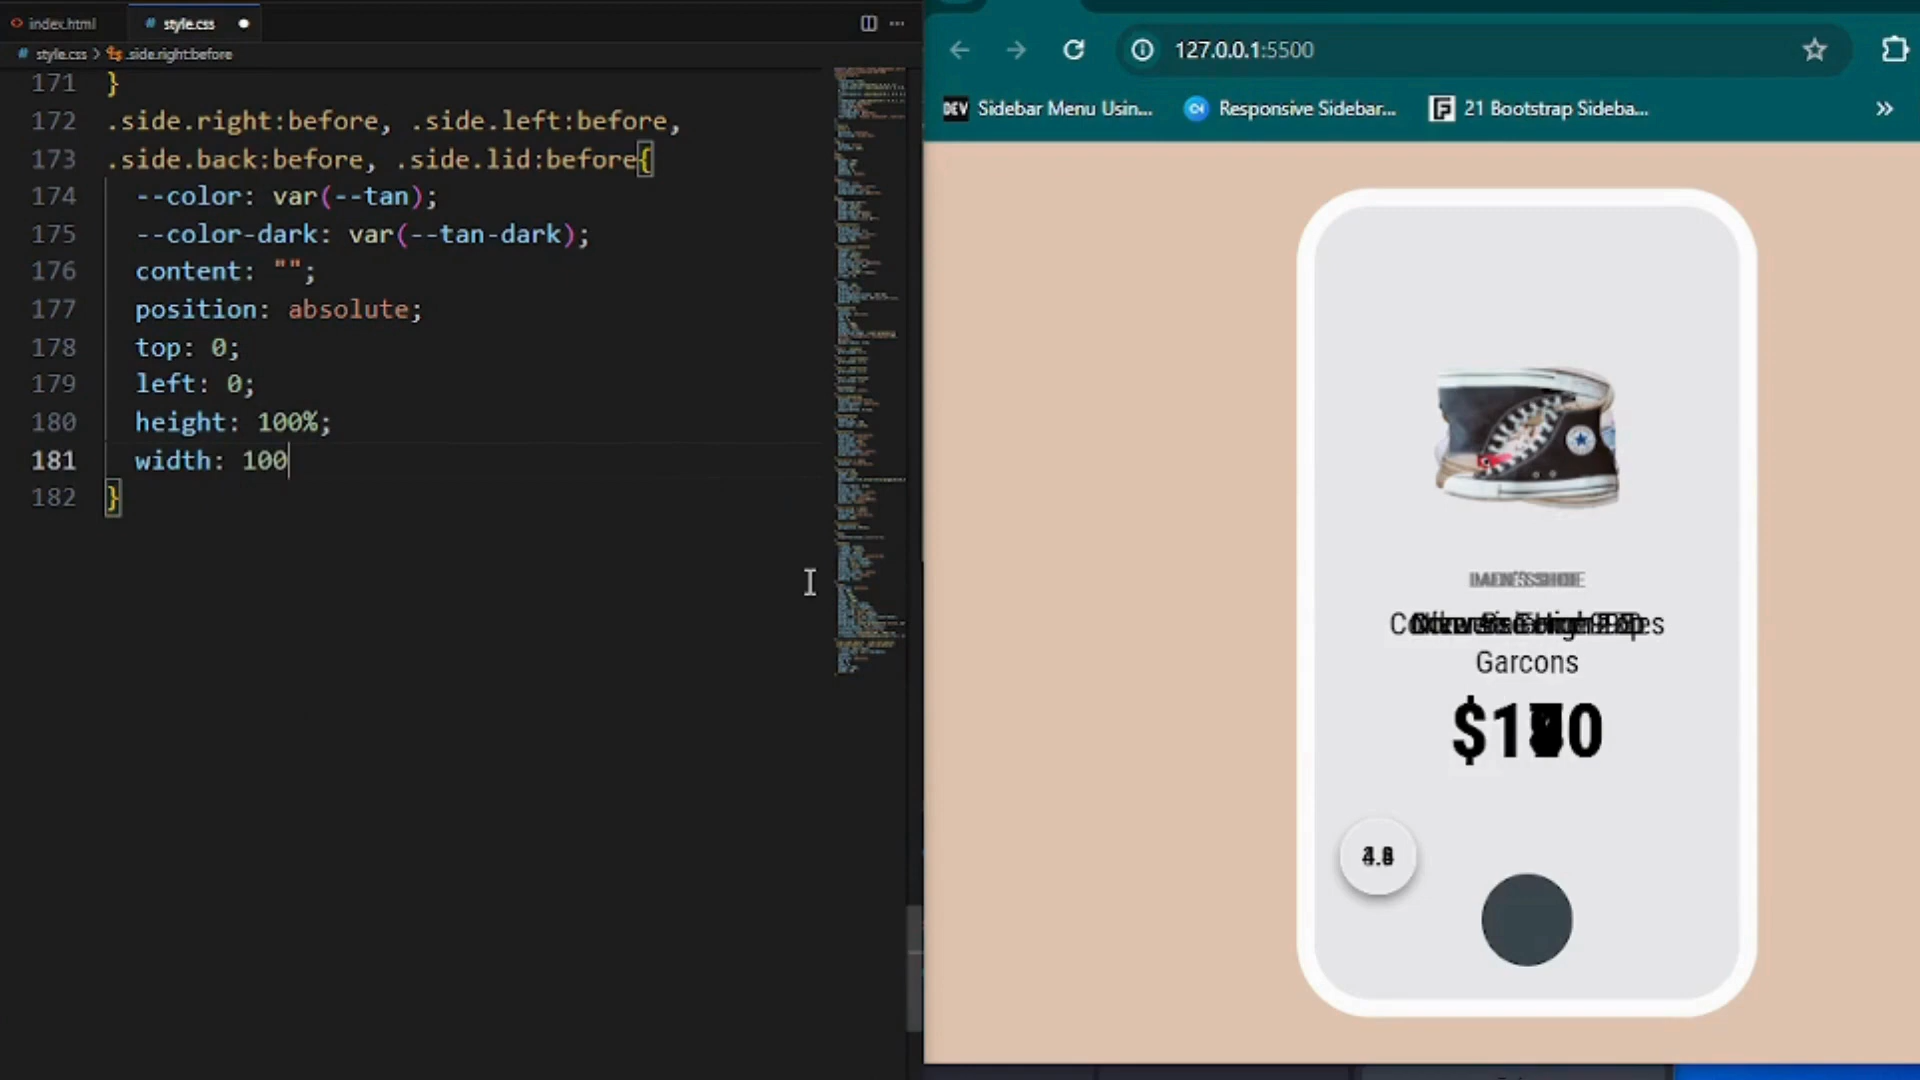 index.html
# style.css
# style.css > .side.right:before
171 }
172 .side.right:before, .side.left:before,
173 .side.back:before, .side.lid:before{
174 --color: var(--tan);
175 --color-dark: var(--tan-dark);
176 content: "";
177 position: absolute;
178 top: 0;
179 left: 0;
180 height: 100%;
181 width: 100
182 }
127.0.0.1:5500
DEV Sidebar Menu Usin...
Responsive Sidebar...
21 Bootstrap Sideba...
Garcons